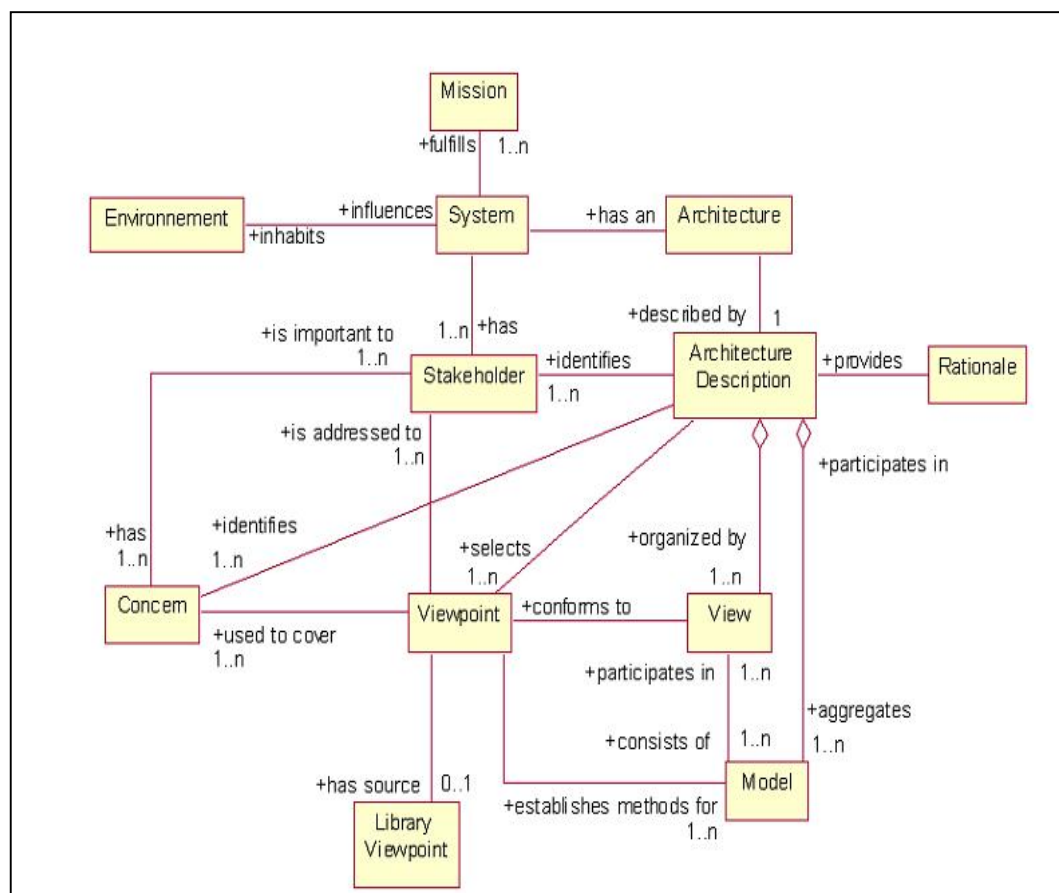 Mission
+fulfills 1..n
Environnement
+influences
+inhabits
System
+has an
Architecture
+described by 1
1..n +has
+is important to
1..n
Stakeholder
+identifies
1..n
Architecture
Description
+provides
Rationale
+is addressed to
1..n
+participates in
+has
1..n
+identifies
1..n
+selects
1..n
+organized by
1..n
Concern
+used to cover
1..n
Viewpoint
+conforms to
View
+participates in 1..n
+consists of 1..n
+aggregates
1..n
+has source 0..1
+establishes methods for
1..n
Model
Library
Viewpoint